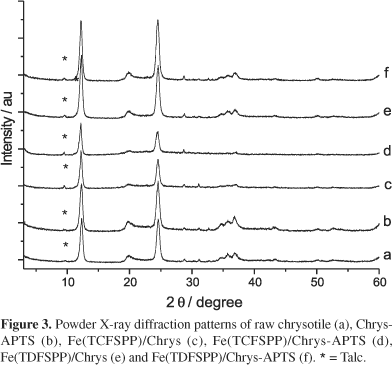 Intensity / au
*
f
*
*
e
*
d
*
c
*
b
*
a
10 20 30 40 50 60
2 θ / degree
Figure 3. Powder X-ray diffraction patterns of raw chrysotile (a), Chrys-
APTS (b), Fe(TCFSPP)/Chrys (c), Fe(TCFSPP)/Chrys-APTS (d),
Fe(TDFSPP)/Chrys (e) and Fe(TDFSPP)/Chrys-APTS (f). * = Talc.